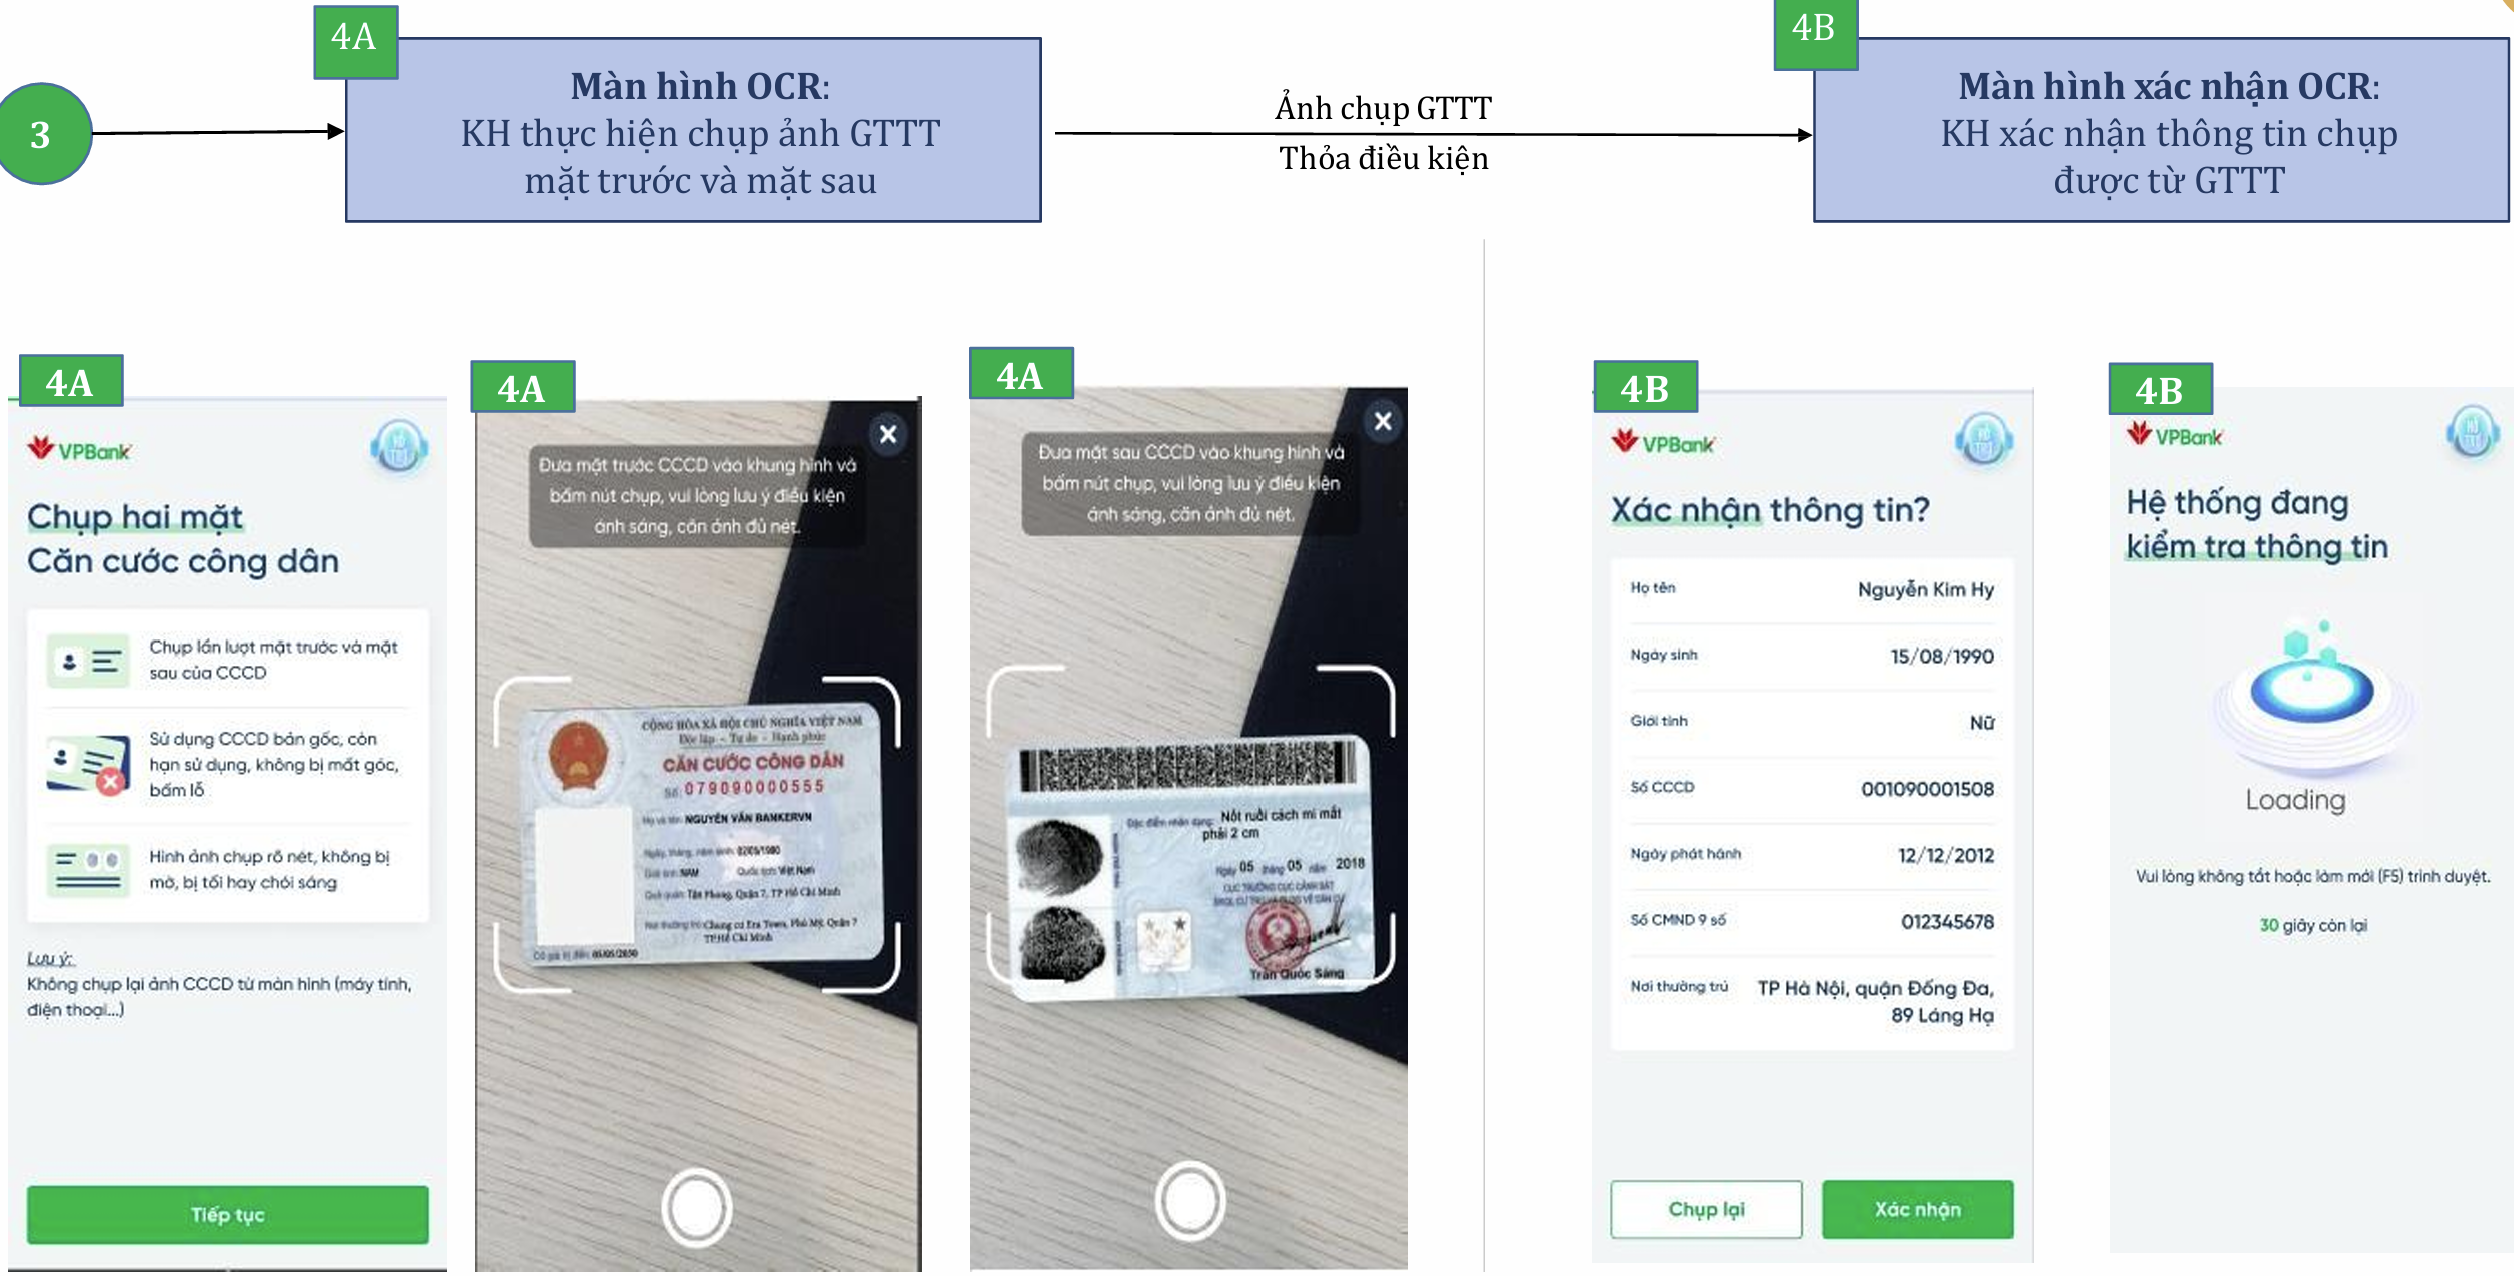 4A
Màn hình OCR:
KH thực hiện chụp ảnh GTTT
mặt trước và mặt sau
3
Ảnh chụp GTTT
Thỏa điều kiện
4B
Màn hình xác nhận OCR:
KH xác nhận thông tin chụp
được từ GTTT
4A
VPBank
Chụp hai mặt
Căn cước công dân
Chụp lần lượt mặt trước và mặt
sau của CCCD
Sử dụng CCCD bản gốc, còn
hạn sử dụng, không bị mất góc,
bấm lỗ
Hình ảnh chụp rõ nét, không bị
mờ, bị tối hay chói sáng
Lưu ý:
Không chụp lại ảnh CCCD từ màn hình (máy tính,
điện thoại...)
Tiếp tục
4A
Đưa mặt trước CCCD vào khung hình và
bấm nút chụp, vui lòng lưu ý điều kiện
ánh sáng, căn ảnh đủ nét.
CỘNG HÒA XÃ HỘI CHỦ NGHĨA VIỆT NAM
Độc lập - Tự do - Hạnh phúc
CĂN CƯỚC CÔNG DÂN
Số: 079090000555
Họ và tên: NGUYỄN VĂN BANKERVN
Ngày, tháng, năm sinh: 02/05/1980
Giới tính: NAM Quốc tịch: Việt Nam
Quê quán: Tân Phong, Quận 7, TP Hồ Chí Minh
Nơi thường trú: Chung cư Era Town, Phú Mỹ, Quận 7
TP.Hồ Chí Minh
Có giá trị đến: 05/05/2030
4A
Đưa mặt sau CCCD vào khung hình và
bấm nút chụp, vui lòng lưu ý điều kiện
ánh sáng, căn ảnh đủ nét.
Đặc điểm nhân dạng: Nốt ruồi cách mí mắt
phải 2 cm
Ngày 05 tháng 05 năm 2018
CỤC TRƯỞNG CỤC CẢNH SÁT
Trần Quốc Sáng
4B
VPBank
Xác nhận thông tin?
Họ tên Nguyễn Kim Hy
Ngày sinh 15/08/1990
Giới tính Nữ
Số CCCD 001090001508
Ngày phát hành 12/12/2012
Số CMND 9 số 012345678
Nơi thường trú TP Hà Nội, quận Đống Đa,
89 Láng Hạ
Chụp lại
Xác nhận
4B
VPBank
Hệ thống đang
kiểm tra thông tin
Loading
Vui lòng không tắt hoặc làm mới (F5) trình duyệt.
30 giây còn lại